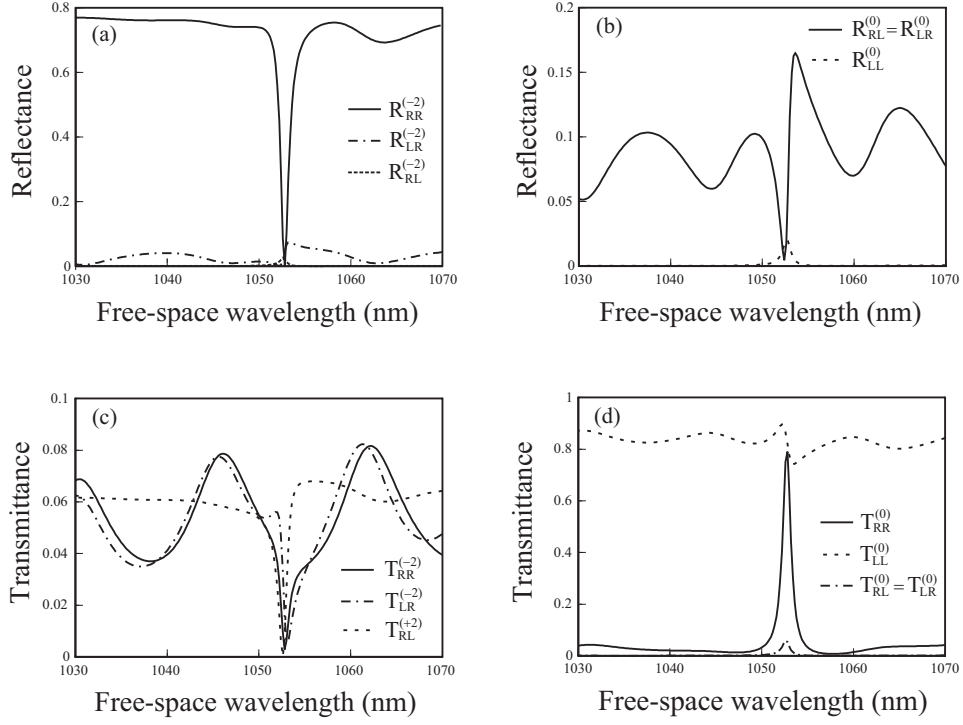 (a)
0.8
0.6
0.4
0.2
0
Reflectance
R_RR^(−2)
R_LR^(−2)
R_RL^(−2)
1030 1040 1050 1060 1070
Free-space wavelength (nm)
(b)
0.2
0.15
0.1
0.05
0
Reflectance
R_RL^(0) = R_LR^(0)
R_LL^(0)
1030 1040 1050 1060 1070
Free-space wavelength (nm)
(c)
0.1
0.08
0.06
0.04
0.02
0
Transmittance
T_RR^(−2)
T_LR^(−2)
T_RL^(+2)
1030 1040 1050 1060 1070
Free-space wavelength (nm)
(d)
1
0.8
0.6
0.4
0.2
0
Transmittance
T_RR^(0)
T_LL^(0)
T_RL^(0) = T_LR^(0)
1030 1040 1050 1060 1070
Free-space wavelength (nm)